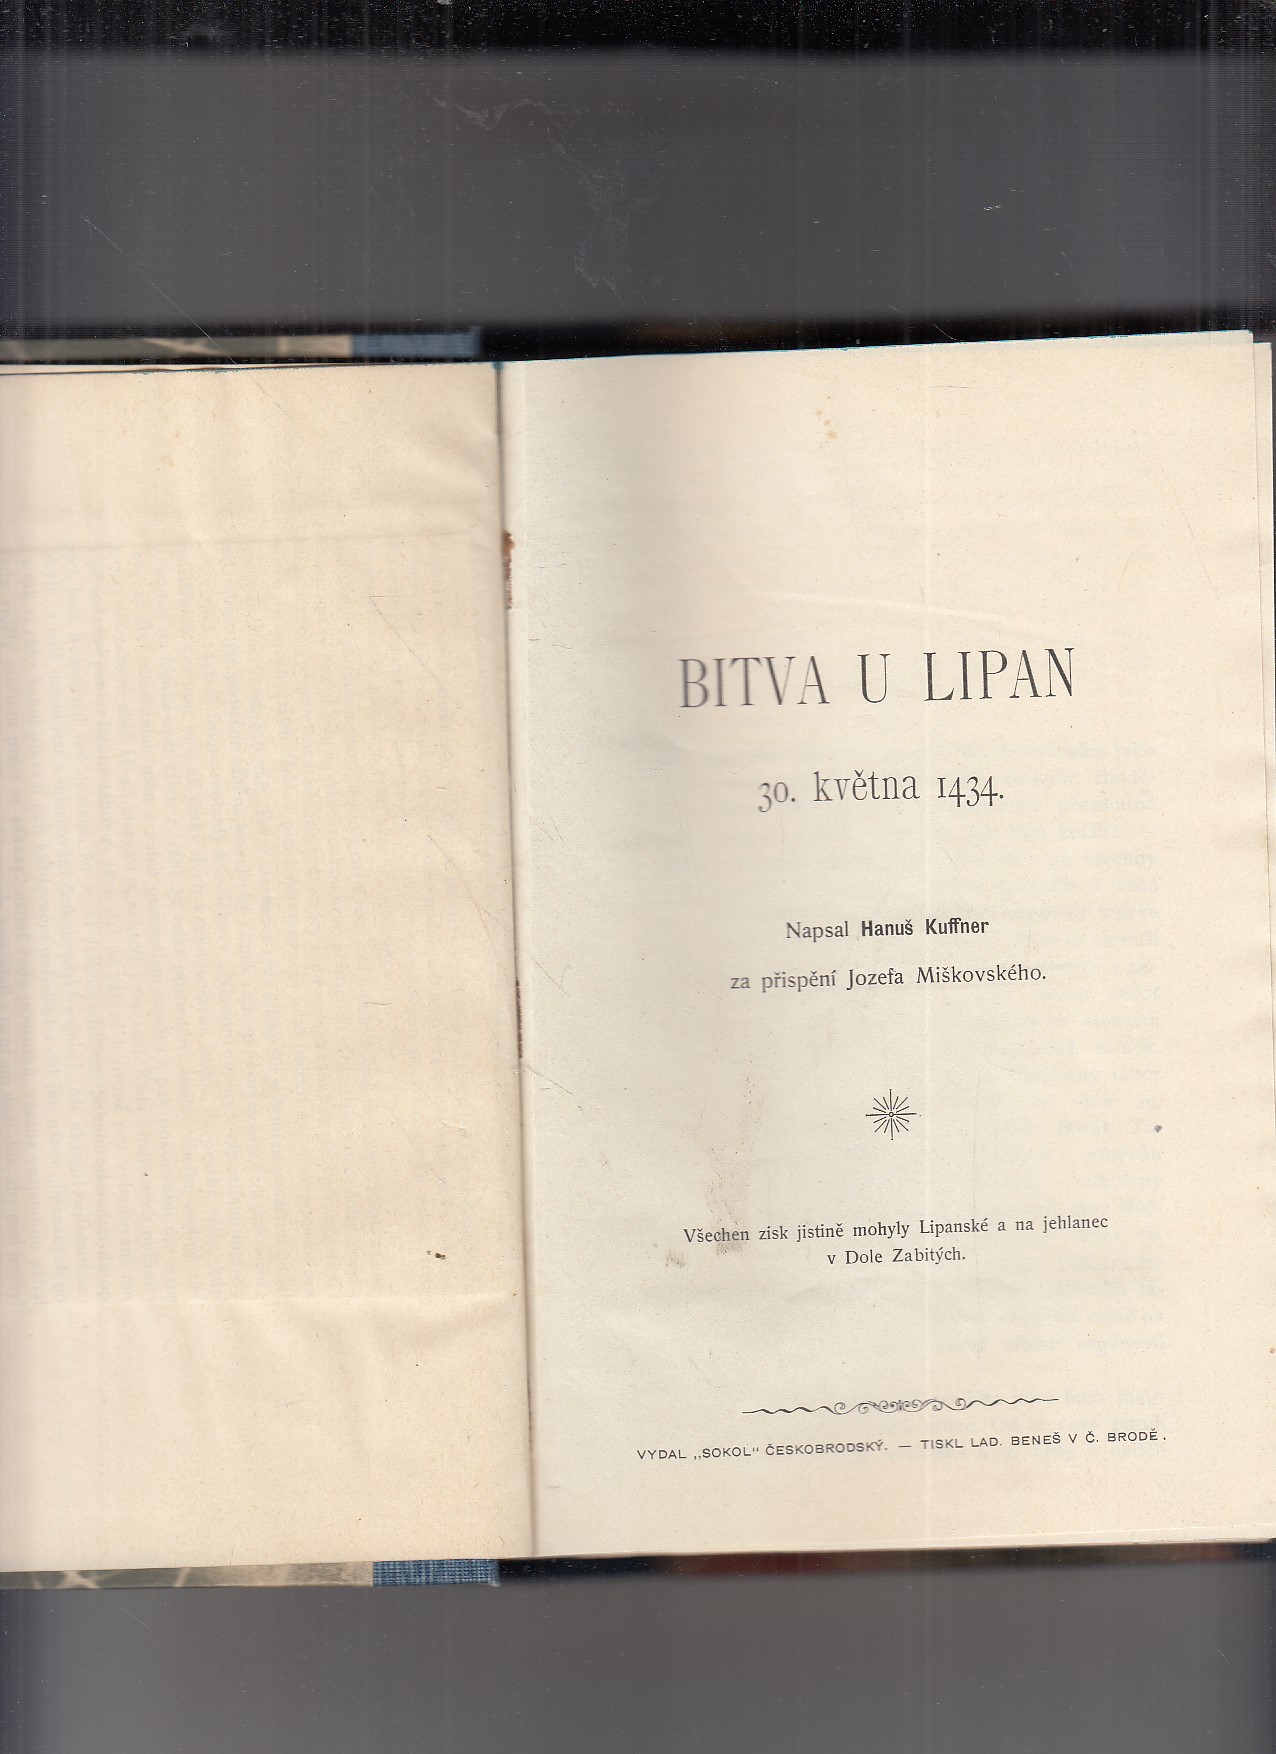 BITVA U LIPAN
30. května 1434.
Napsal Hanuš Kuffner
za přispění Jozefa Miškovského.
Všechen zisk jistině mohyly Lipanské a na jehlanec
v Dole Zabitých.
VYDAL „SOKOL" ČESKOBRODSKÝ. — TISKL LAD. BENEŠ V Č. BRODĚ.